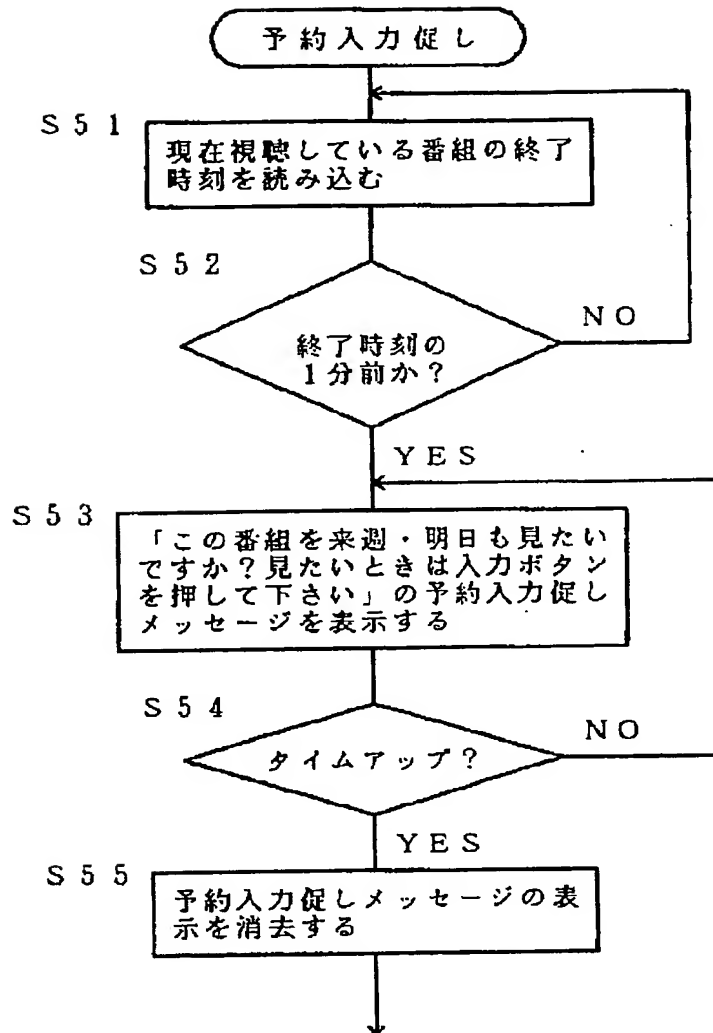 予約入力促し
S51
現在視聴している番組の終了
時刻を読み込む
S52
終了時刻の
1分前か?
NO
YES
S53
「この番組を来週・明日も見たい
ですか?見たいときは入力ボタン
を押して下さい」の予約入力促し
メッセージを表示する
S54
タイムアップ?
NO
YES
S55
予約入力促しメッセージの表
示を消去する